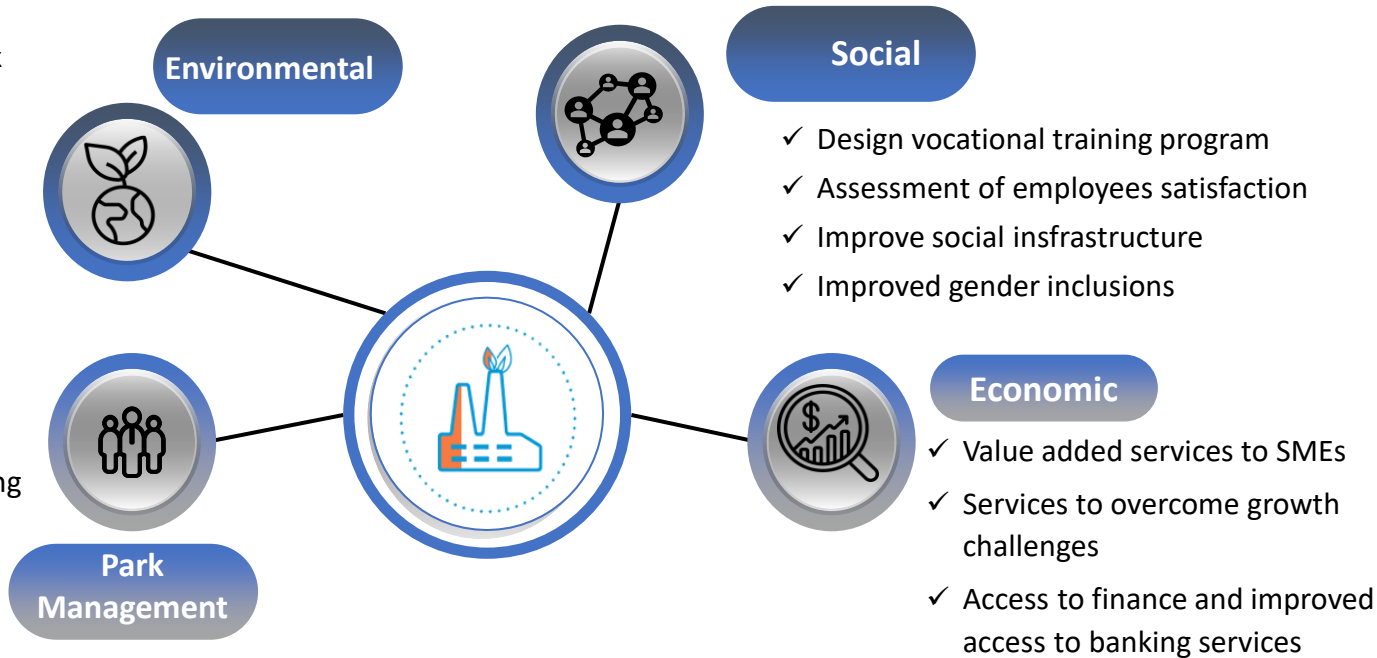 Environmental
Social
✓ Design vocational training program
✓ Assessment of employees satisfaction
✓ Improve social insfrastructure
✓ Improved gender inclusions
Economic
✓ Value added services to SMEs
✓ Services to overcome growth
challenges
✓ Access to finance and improved
access to banking services
Park
Management
$